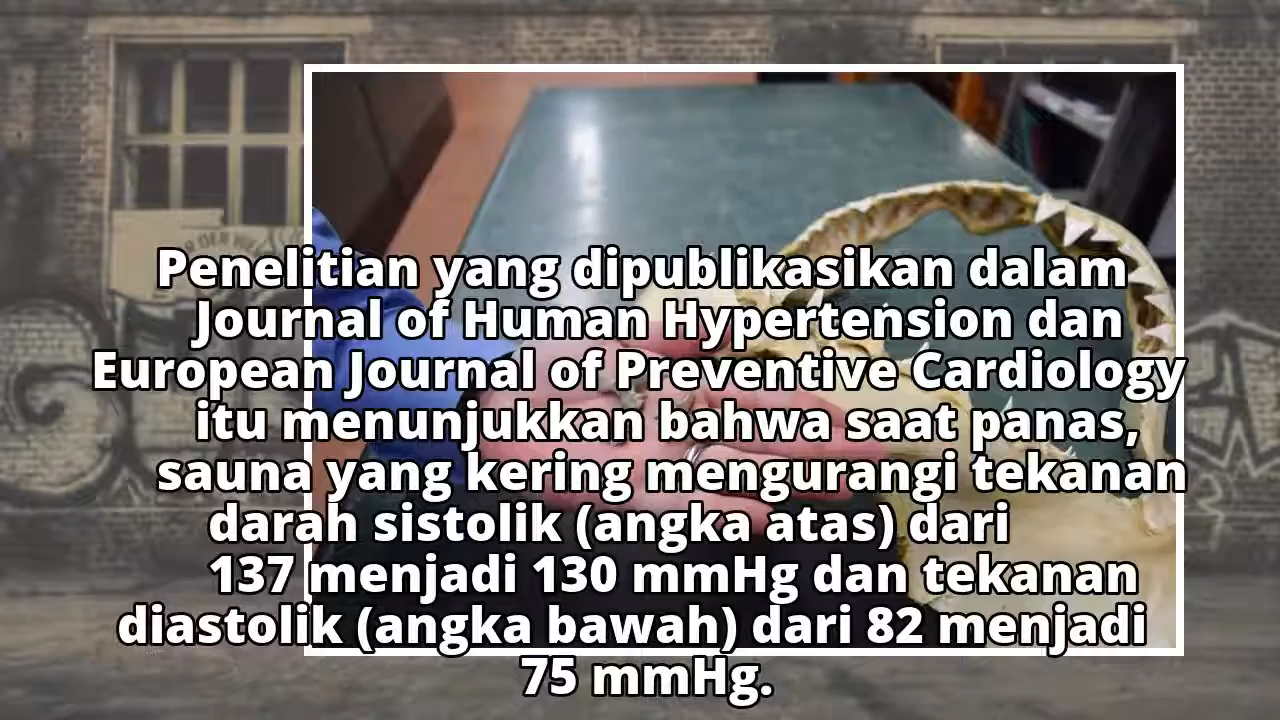 Penelitian yang dipublikasikan dalam
Journal of Human Hypertension dan
European Journal of Preventive Cardiology
itu menunjukkan bahwa saat panas,
sauna yang kering mengurangi tekanan
darah sistolik (angka atas) dari
137 menjadi 130 mmHg dan tekanan
diastolik (angka bawah) dari 82 menjadi
75 mmHg.